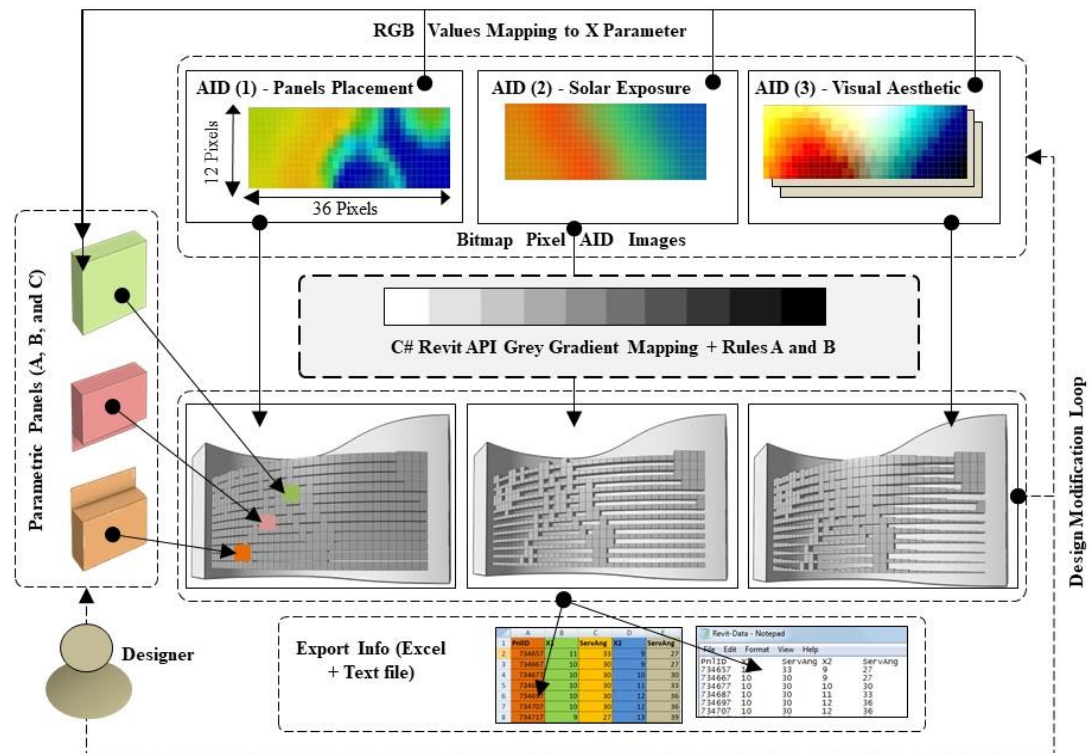 RGB Values Mapping to X Parameter
AID (1) - Panels Placement
AID (2) - Solar Exposure
AID (3) - Visual Aesthetic
12 Pixels
36 Pixels
Bitmap Pixel AID Images
Parametric Panels (A, B, and C)
C# Revit API Grey Gradient Mapping + Rules A and B
Design Modification Loop
Designer
Export Info (Excel
+ Text file)
A B C D E
1 PnlID X1 ServAng X2 ServAng
2 734657 11 33 9 27
3 734667 10 30 9 27
4 10 30 10 30
5 10 30 11 33
6 10 30 12 36
7 734707 10 30 12 36
8 734717 9 27 13 39
Revit-Data - Notepad
File Edit Format View Help
PnlID ServAng X2 ServAng
734657 33 9 27
734667 10 30 9 27
734677 10 30 10 30
734687 10 30 11 33
734697 10 30 12 36
734707 10 30 12 36